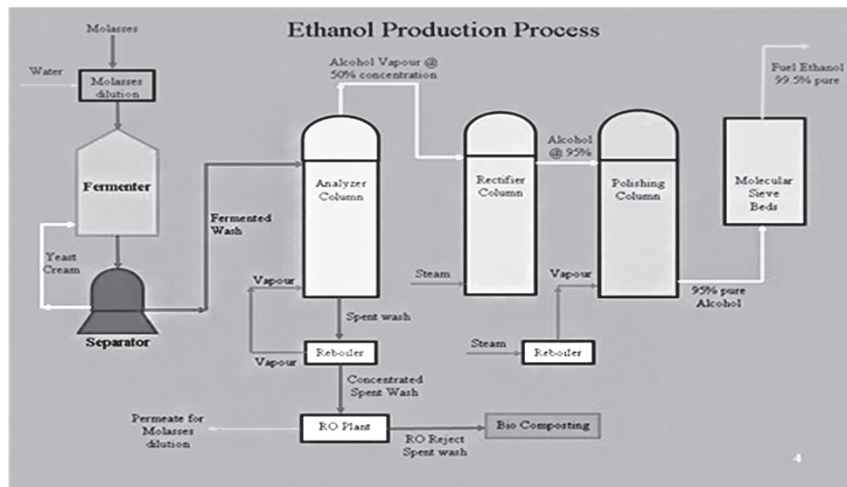 Ethanol Production Process
Molasses
Water
Molasses
dilution
Fermenter
Yeast
Cream
Separator
Fermented
Wash
Alcohol Vapour @
50% concentration
Analyzer
Column
Vapour
Spent wash
Reboiler
Vapour
Concentrated
Spent Wash
RO Plant
Permeate for
Molasses
dilution
RO Reject
Spent wash
Bio Composting
Rectifier
Column
Steam
Alcohol
@ 95%
Polishing
Column
Vapour
Steam
Reboiler
95% pure
Alcohol
Molecular
Sieve
Beds
Fuel Ethanol
99.5% pure
4